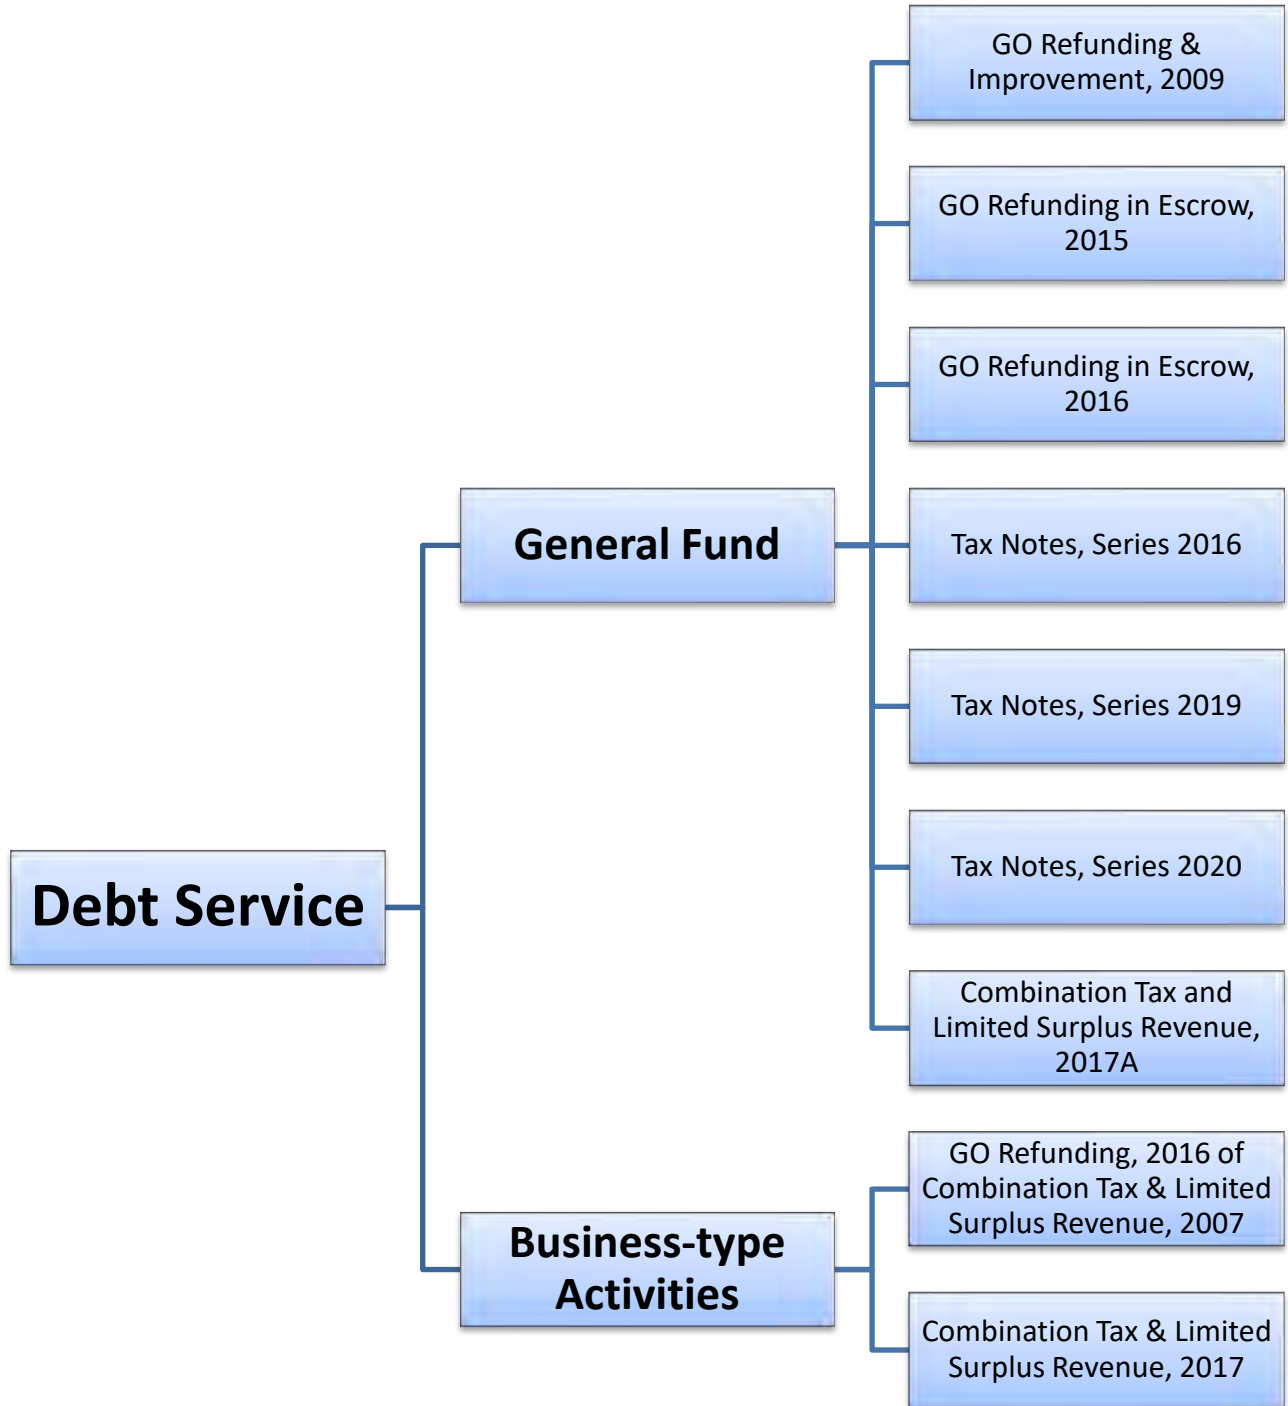 GO Refunding &
Improvement, 2009
GO Refunding in Escrow,
2015
GO Refunding in Escrow,
2016
General Fund
Tax Notes, Series 2016
Tax Notes, Series 2019
Tax Notes, Series 2020
Debt Service
Combination Tax and
Limited Surplus Revenue,
2017A
GO Refunding, 2016 of
Combination Tax & Limited
Surplus Revenue, 2007
Business-type
Activities
Combination Tax & Limited
Surplus Revenue, 2017